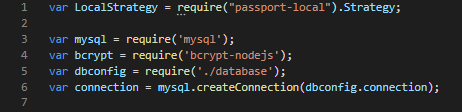 1 var LocalStrategy = require("passport-local").Strategy;
2
3 var mysql = require('mysql');
4 var bcrypt = require('bcrypt-nodejs');
5 var dbconfig = require('./database');
6 var connection = mysql.createConnection(dbconfig.connection);
7